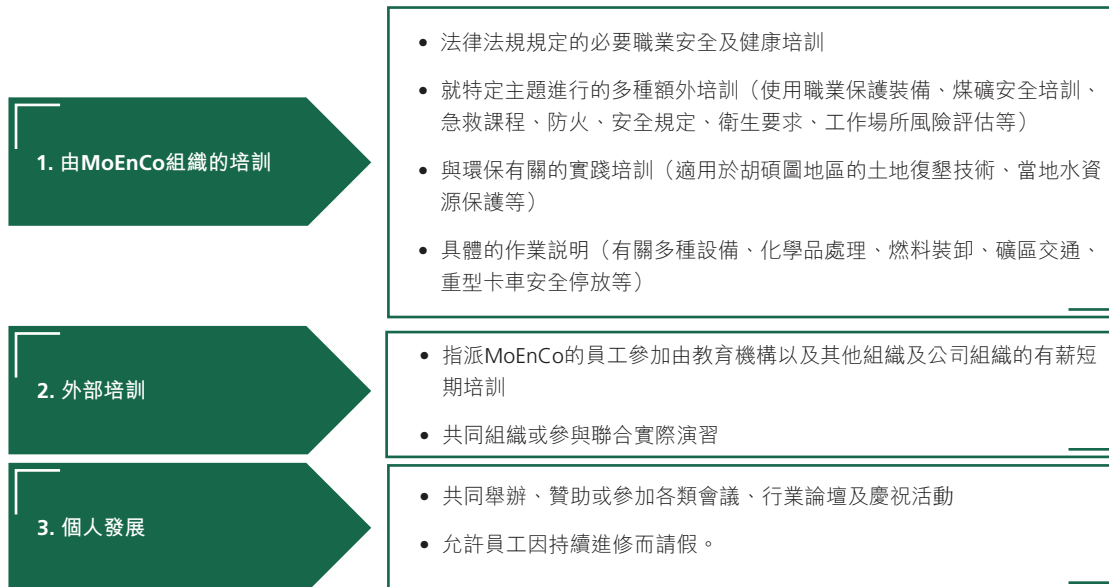 1. 由MoEnCo組織的培訓
• 法律法規規定的必要職業安全及健康培訓
• 就特定主題進行的多種額外培訓（使用職業保護裝備、煤礦安全培訓、
急救課程、防火、安全規定、衛生要求、工作場所風險評估等）
• 與環保有關的實踐培訓（適用於胡碩圖地區的土地復墾技術、當地水資
源保護等）
• 具體的作業説明（有關多種設備、化學品處理、燃料裝卸、礦區交通、
重型卡車安全停放等）
2. 外部培訓
• 指派MoEnCo的員工參加由教育機構以及其他組織及公司組織的有薪短
期培訓
• 共同組織或參與聯合實際演習
3. 個人發展
• 共同舉辦、贊助或參加各類會議、行業論壇及慶祝活動
• 允許員工因持續進修而請假。